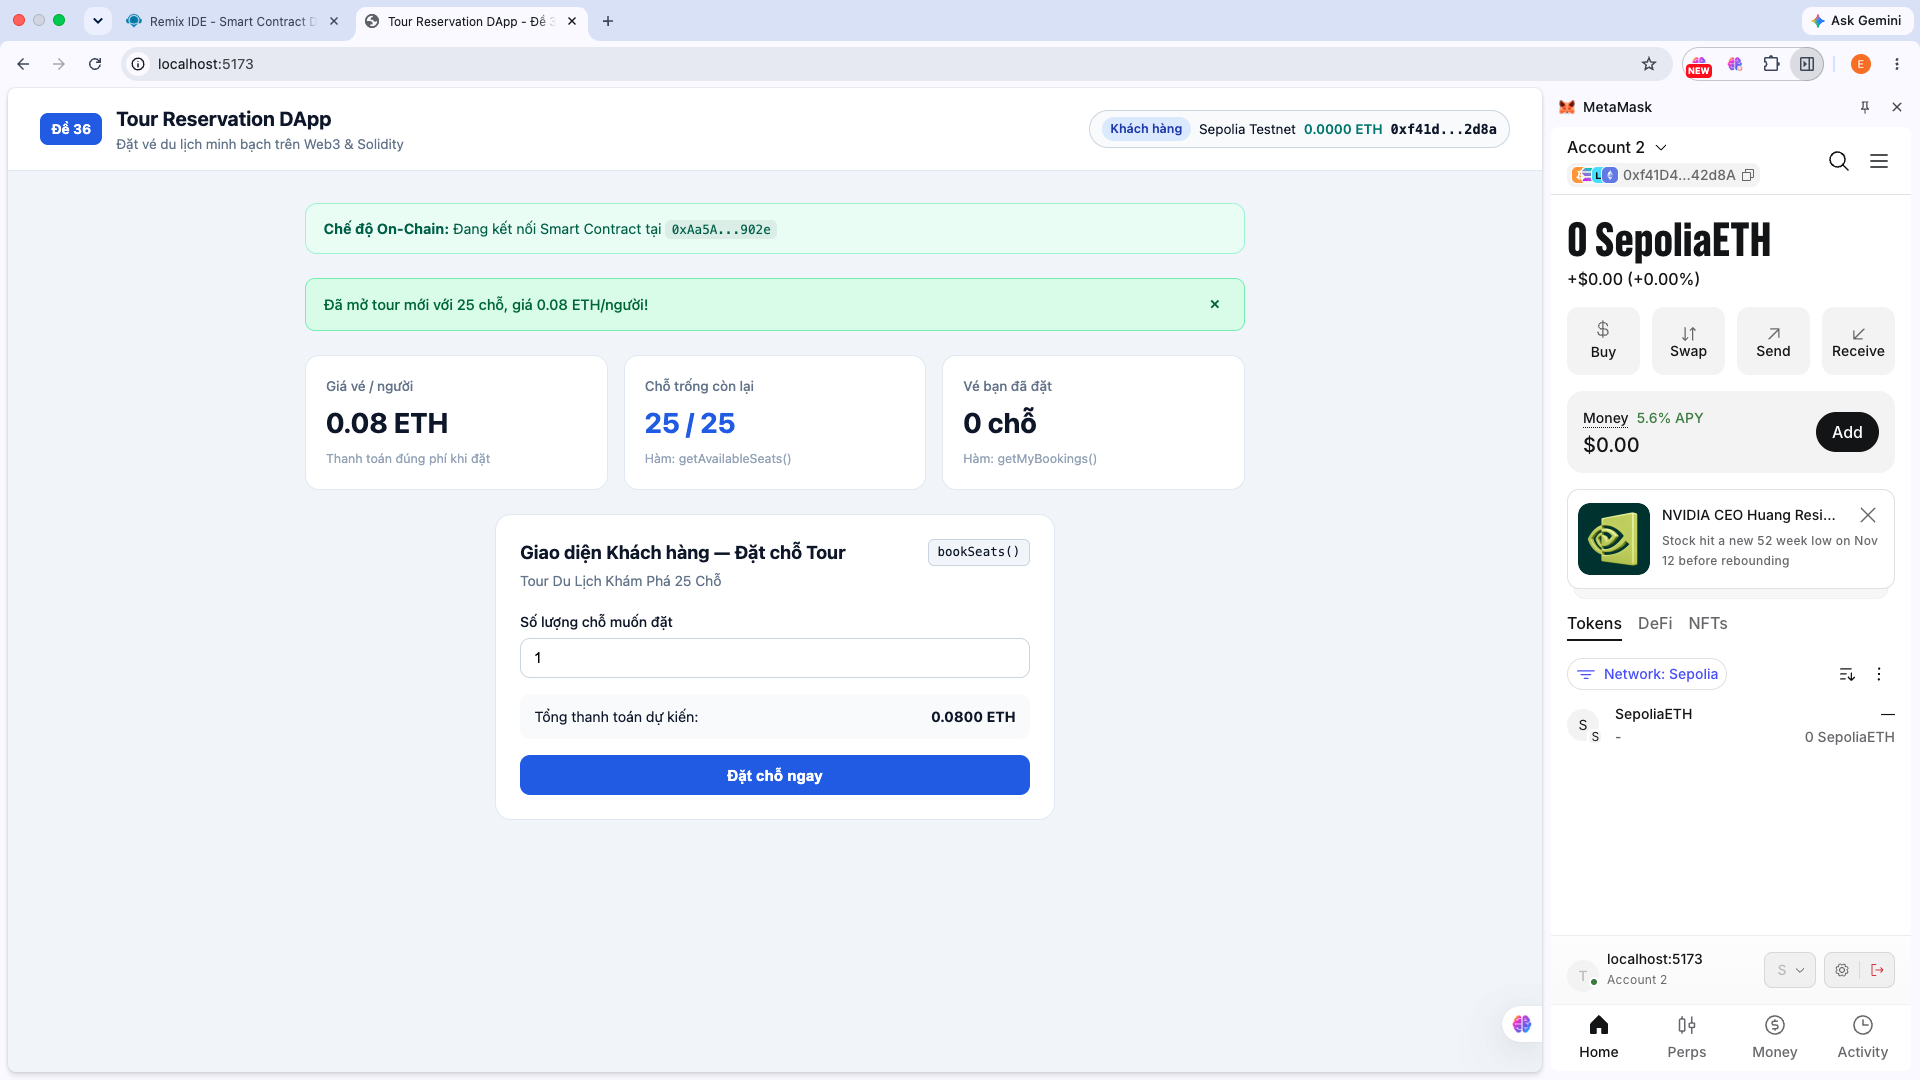 Remix IDE - Smart Contract D
Tour Reservation DApp - Đề 3
Ask Gemini
localhost:5173
NEW
E
Đề 36
Tour Reservation DApp
Đặt vé du lịch minh bạch trên Web3 & Solidity
Khách hàng Sepolia Testnet 0.0000 ETH 0xf41d...2d8a
Chế độ On-Chain: Đang kết nối Smart Contract tại 0xAa5A...902e
Đã mở tour mới với 25 chỗ, giá 0.08 ETH/người!
Giá vé / người
0.08 ETH
Thanh toán đúng phí khi đặt
Chỗ trống còn lại
25 / 25
Hàm: getAvailableSeats()
Vé bạn đã đặt
0 chỗ
Hàm: getMyBookings()
Giao diện Khách hàng — Đặt chỗ Tour
bookSeats()
Tour Du Lịch Khám Phá 25 Chỗ
Số lượng chỗ muốn đặt
1
Tổng thanh toán dự kiến: 0.0800 ETH
Đặt chỗ ngay
MetaMask
Account 2
0xf41D4...42d8A
0 SepoliaETH
+$0.00 (+0.00%)
Buy
Swap
Send
Receive
Money 5.6% APY
$0.00
Add
NVIDIA CEO Huang Resi...
Stock hit a new 52 week low on Nov
12 before rebounding
Tokens DeFi NFTs
Network: Sepolia
S
S
SepoliaETH —
- 0 SepoliaETH
T
localhost:5173
Account 2
S
Home
Perps
Money
Activity